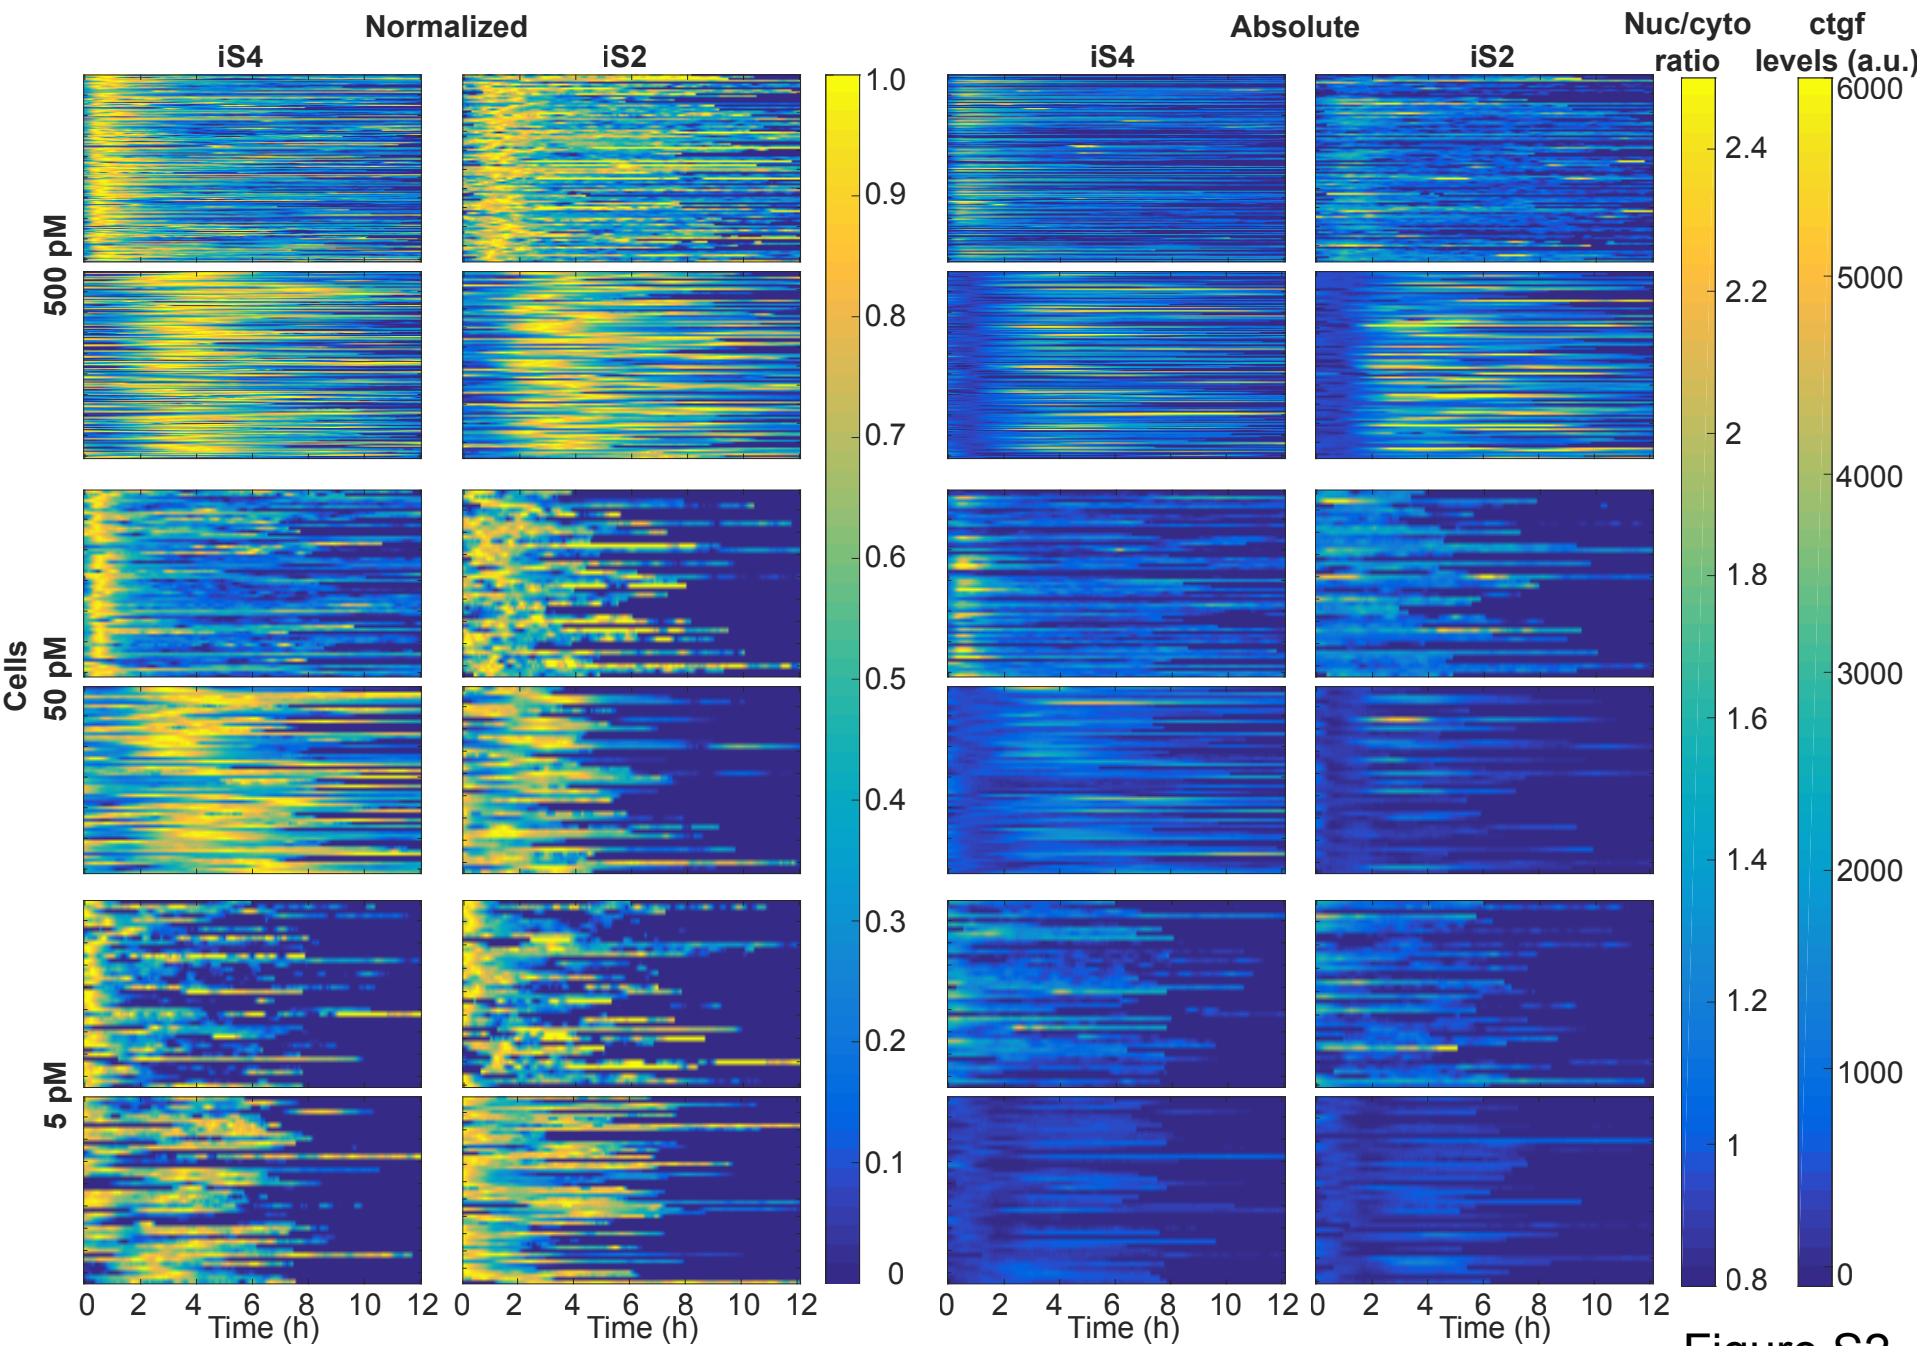 Normalized
Absolute
Nuc/cyto
ratio
ctgf
levels (a.u.)
iS4
iS2
iS4
iS2
1.0
0.9
0.8
0.7
0.6
0.5
0.4
0.3
0.2
0.1
0
2.4
2.2
2
1.8
1.6
1.4
1.2
1
0.8
6000
5000
4000
3000
2000
1000
0
Cells
500 pM
50 pM
5 pM
0 2 4 6 8 10 12
0 2 4 6 8 10 12
0 2 4 6 8 10 12
0 2 4 6 8 10 12
Time (h)
Time (h)
Time (h)
Time (h)